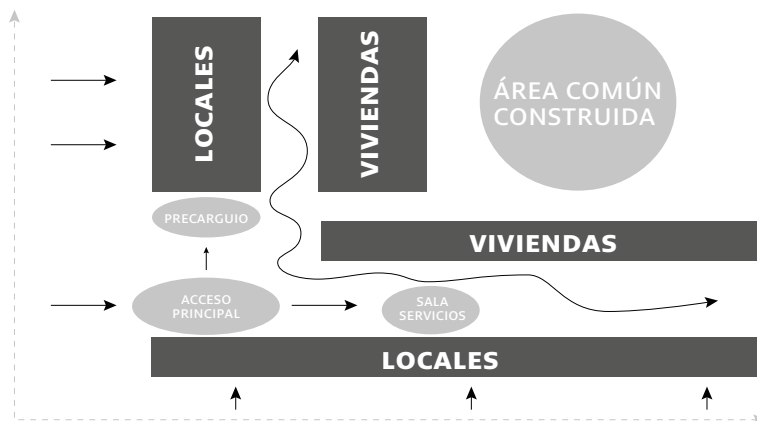 LOCALES
VIVIENDAS
ÁREA COMÚN
CONSTRUIDA
PRECARGUIO
VIVIENDAS
ACCESO
PRINCIPAL
SALA
SERVICIOS
LOCALES